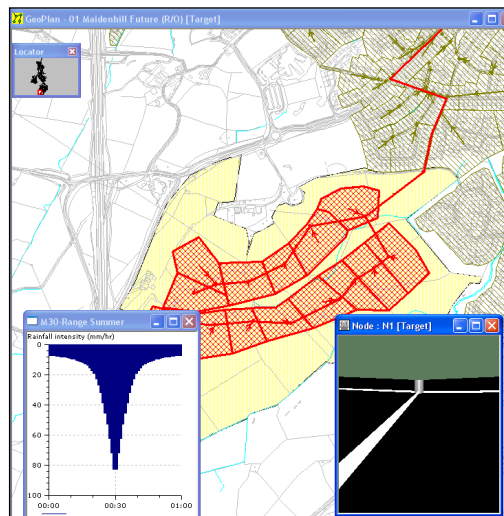 GeoPlan - 01 Maidenhill Future (R/O) [Target]
Locator
M30-Range Summer
Rainfall intensity (mm/hr)
0
20
40
60
80
100
00:00
00:30
01:00
Node : N1 [Target]